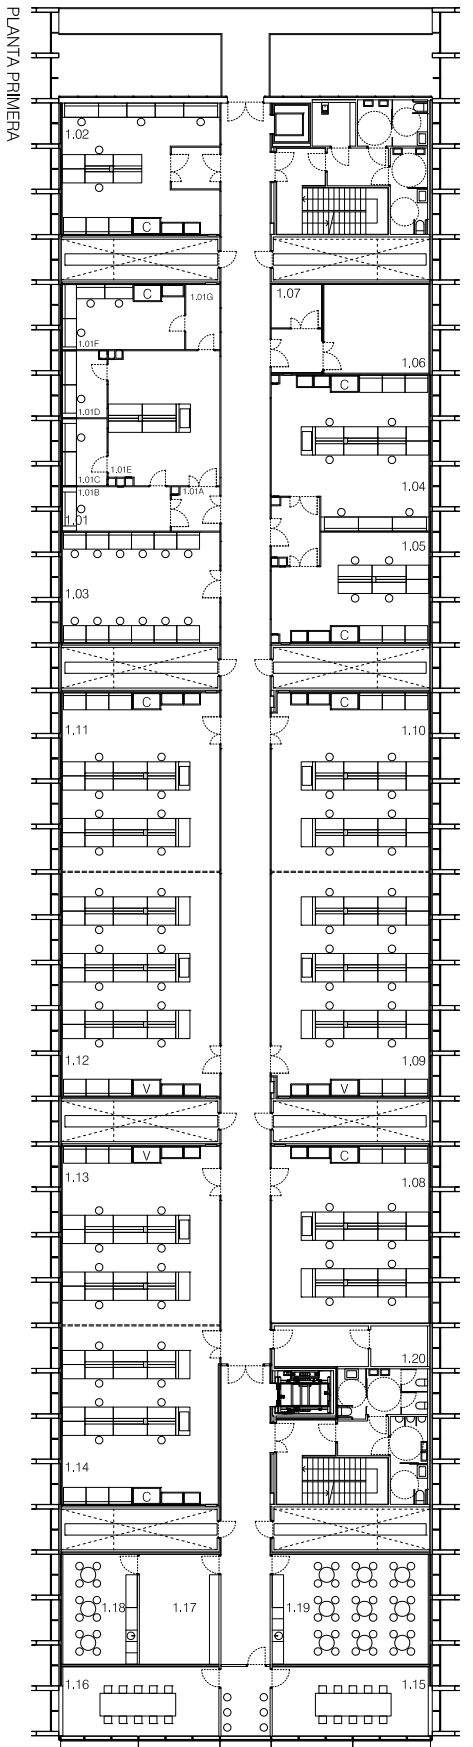 PLANTA PRIMERA
1.02
C
C
1.01G
1.07
1.01F
1.06
C
1.01D
1.01C
1.01E
1.04
1.01B
1.01A
1.01
1.05
1.03
C
C
C
1.11
1.10
1.12
1.09
V
V
V
C
1.13
1.08
1.20
1.14
C
1.18
1.17
1.19
1.16
1.15